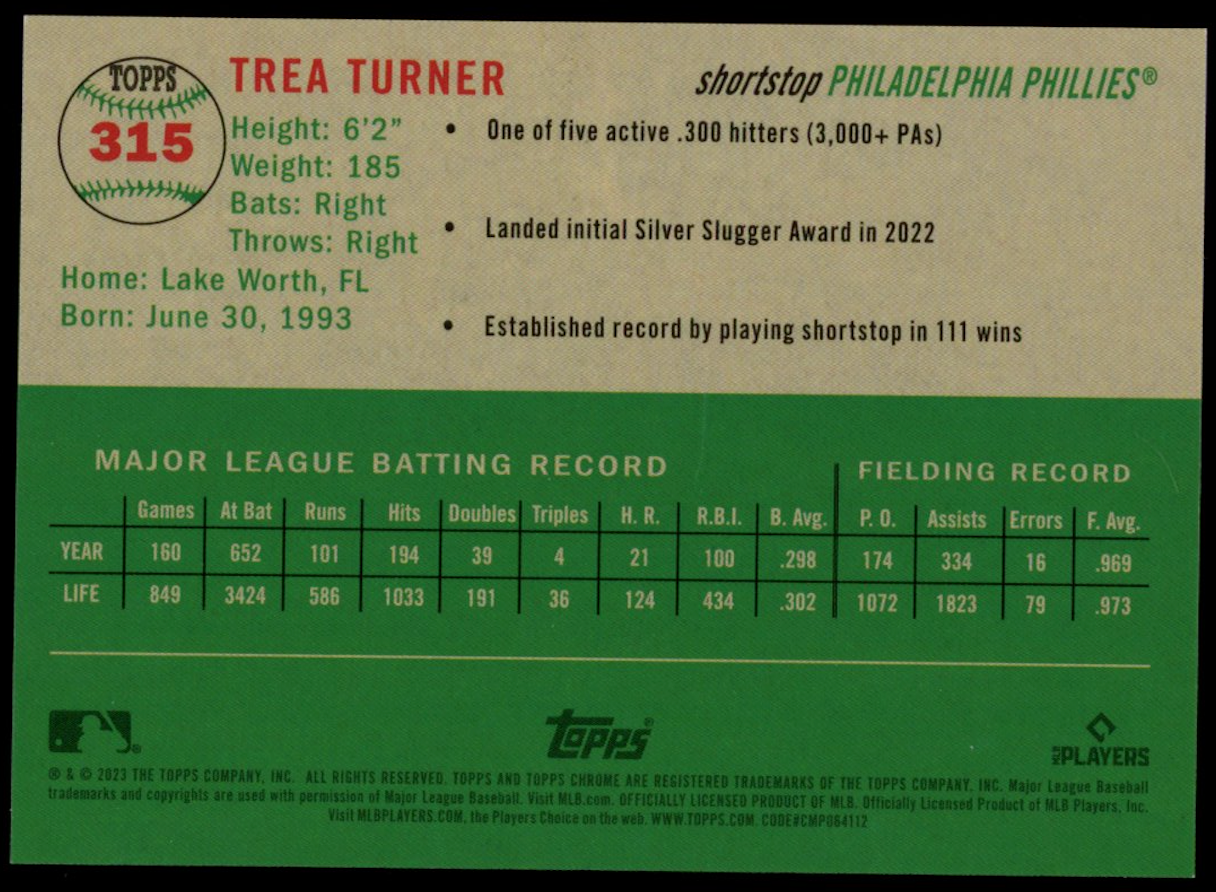 TOPPS
315
TREA TURNER
shortstop PHILADELPHIA PHILLIES®
Height: 6'2"
Weight: 185
Bats: Right
Throws: Right
Home: Lake Worth, FL
Born: June 30, 1993
• One of five active .300 hitters (3,000+ PAs)
• Landed initial Silver Slugger Award in 2022
• Established record by playing shortstop in 111 wins
MAJOR LEAGUE BATTING RECORD FIELDING RECORD
Games At Bat Runs Hits Doubles Triples H. R. R.B.I. B. Avg. P. O. Assists Errors F. Avg.
YEAR 160 652 101 194 39 4 21 100 .298 174 334 16 .969
LIFE 849 3424 586 1033 191 36 124 434 .302 1072 1823 79 .973
Topps®
MLB PLAYERS
® & © 2023 THE TOPPS COMPANY, INC. ALL RIGHTS RESERVED. TOPPS AND TOPPS CHROME ARE REGISTERED TRADEMARKS OF THE TOPPS COMPANY, INC. Major League Baseball
trademarks and copyrights are used with permission of Major League Baseball. Visit MLB.com. OFFICIALLY LICENSED PRODUCT OF MLB. Officially Licensed Product of MLB Players, Inc.
Visit MLBPLAYERS.COM, the Players Choice on the web. WWW.TOPPS.COM. CODE#CMP064112